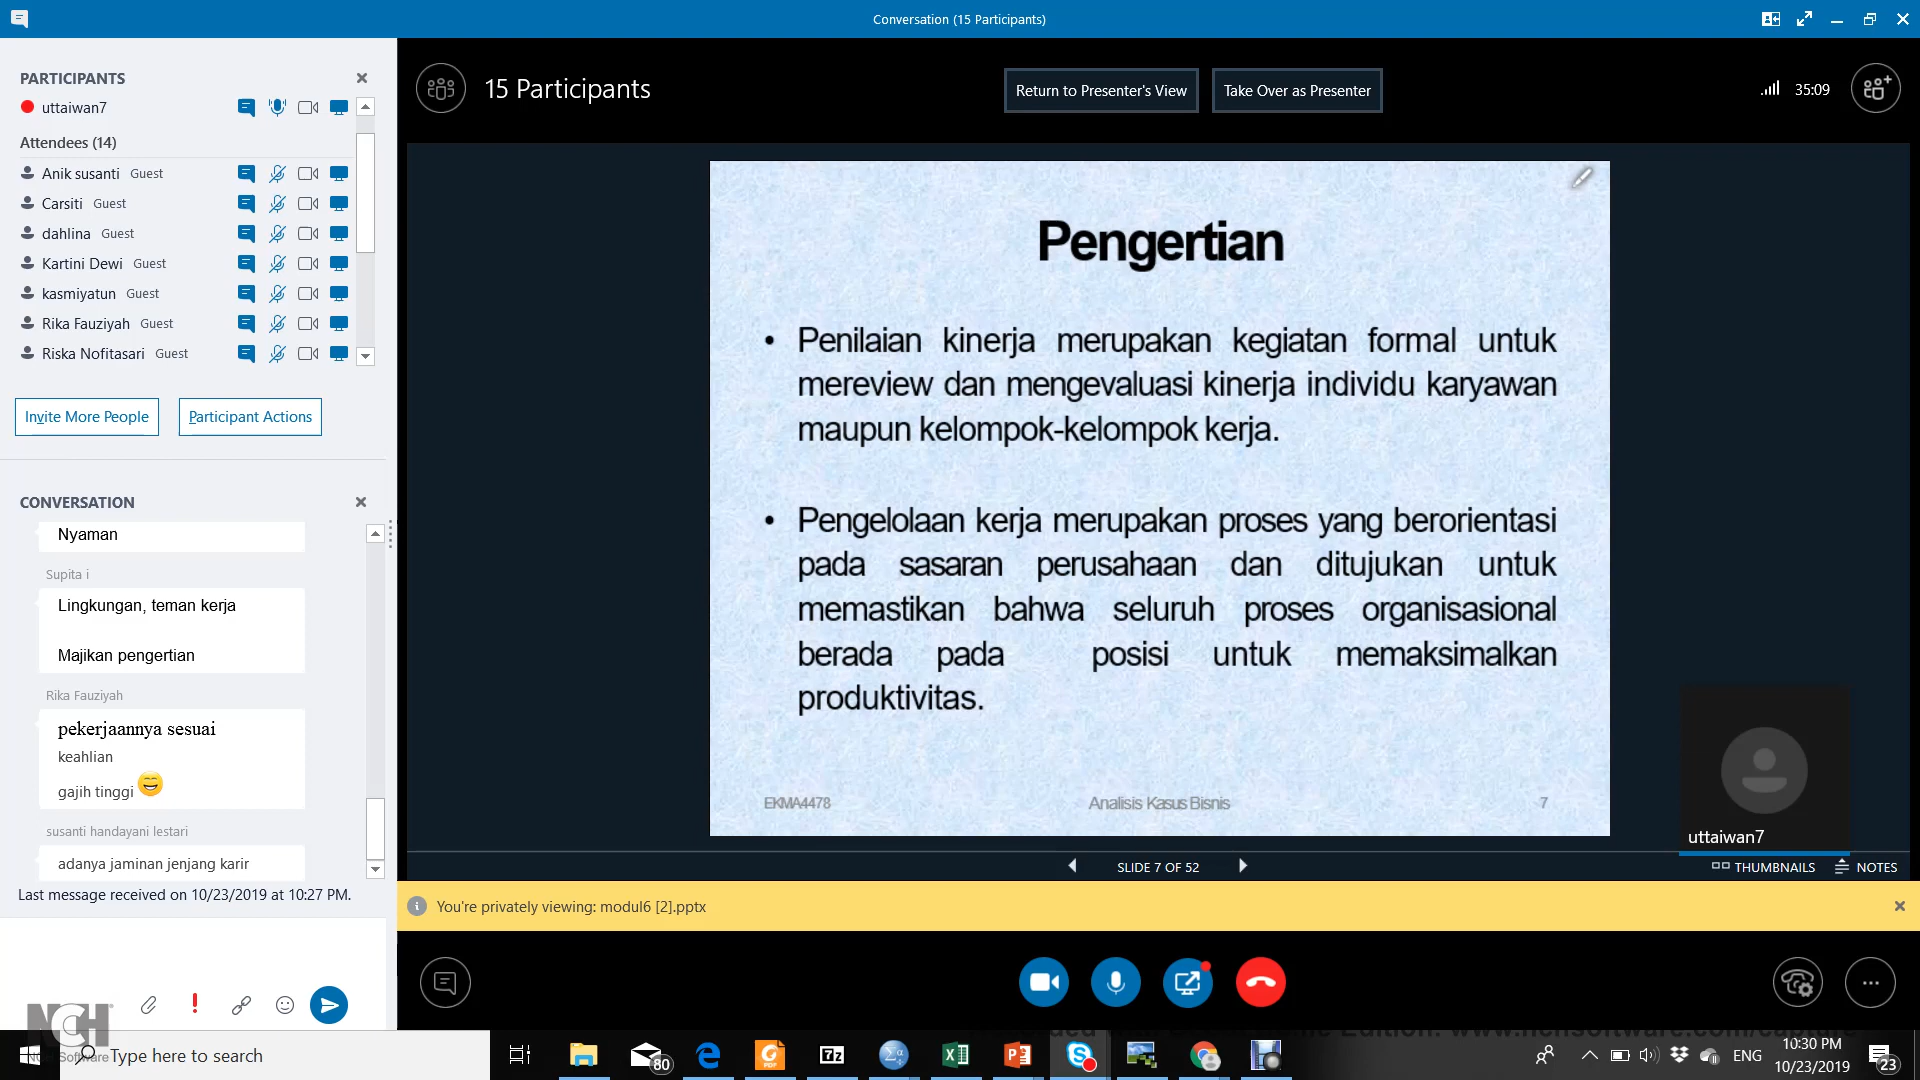 Conversation (15 Participants)
PARTICIPANTS
uttaiwan7
Attendees (14)
Anik susanti Guest
Carsiti Guest
dahlina Guest
Kartini Dewi Guest
kasmiyatun Guest
Rika Fauziyah Guest
Riska Nofitasari Guest
Invite More People
Participant Actions
CONVERSATION
Nyaman
Supita i
Lingkungan, teman kerja
Majikan pengertian
Rika Fauziyah
pekerjaannya sesuai
keahlian
gajih tinggi
susanti handayani lestari
adanya jaminan jenjang karir
Last message received on 10/23/2019 at 10:27 PM.
15 Participants
Return to Presenter's View
Take Over as Presenter
35:09
Pengertian
• Penilaian kinerja merupakan kegiatan formal untuk
mereview dan mengevaluasi kinerja individu karyawan
maupun kelompok-kelompok kerja.
• Pengelolaan kerja merupakan proses yang berorientasi
pada sasaran perusahaan dan ditujukan untuk
memastikan bahwa seluruh proses organisasional
berada pada posisi untuk memaksimalkan
produktivitas.
EKMA4478
Analisis Kasus Bisnis
7
uttaiwan7
SLIDE 7 OF 52
THUMBNAILS
NOTES
You're privately viewing: modul6 [2].pptx
NCH
Software
Type here to search
80
PDF
7z
ENG
10:30 PM
10/23/2019
23